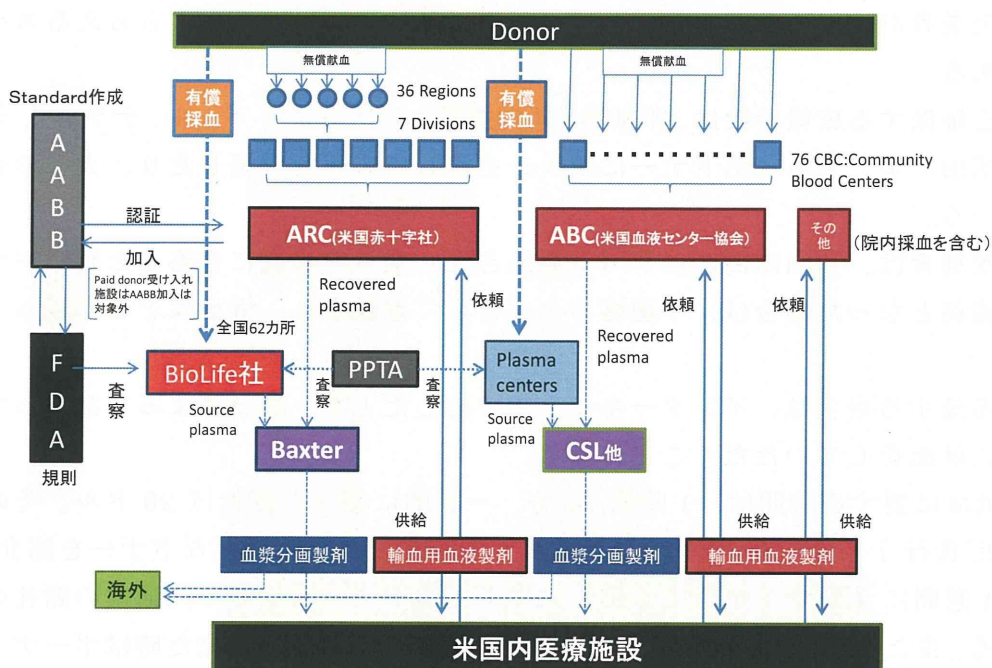 Donor
無償献血
無償献血
Standard作成
有償
採血
36 Regions
7 Divisions
有償
採血
76 CBC:Community
Blood Centers
A
A
B
B
認証
加入
Paid donor受け入れ
施設はAABB加入は
対象外
ARC(米国赤十字社)
ABC(米国血液センター協会)
その
他
(院内採血を含む)
Recovered
plasma
依頼
Recovered
plasma
依頼
依頼
全国62カ所
F
D
A
規則
査察
BioLife社
PPTA
査察
査察
Plasma
centers
Source
plasma
Source
plasma
Baxter
CSL他
供給
供給
供給
血漿分画製剤
輸血用血液製剤
血漿分画製剤
輸血用血液製剤
海外
米国内医療施設